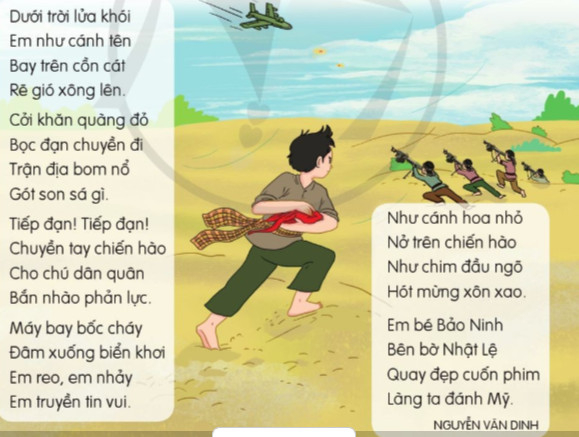 Dưới trời lửa khói
Em như cánh tên
Bay trên cồn cát
Rẽ gió xông lên.
Cởi khăn quàng đỏ
Bọc đạn chuyển đi
Trận địa bom nổ
Gót son sá gì.
Tiếp đạn! Tiếp đạn!
Chuyền tay chiến hào
Cho chú dân quân
Bắn nhào phản lực.
Máy bay bốc cháy
Đâm xuống biển khơi
Em reo, em nhảy
Em truyền tin vui.
Như cánh hoa nhỏ
Nở trên chiến hào
Như chim đầu ngõ
Hót mừng xôn xao.
Em bé Bảo Ninh
Bên bờ Nhật Lệ
Quay đẹp cuốn phim
Làng ta đánh Mỹ.
NGUYỄN VĂN DINH